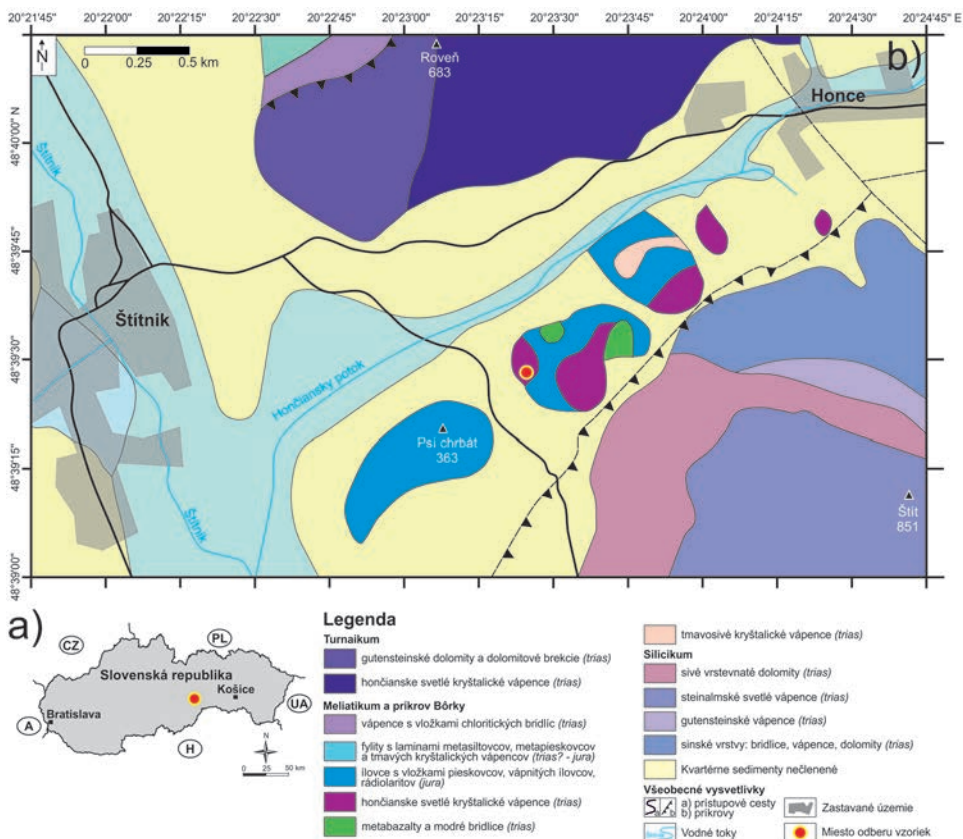 20°21'45"
20°22'00"
20°22'15"
20°22'30"
20°22'45"
20°23'00"
20°23'15"
20°23'30"
20°23'45"
20°24'00"
20°24'15"
20°24'30"
20°24'45" E
N
0 0.25 0.5 km
Roveň
683
b)
Honce
48°40'00" N
48°39'45"
48°39'30"
48°39'15"
48°39'00"
Štítnik
Štítnik
Hončiansky potok
Psi chrbát
363
Štítnik
Štít
851
a)
CZ
PL
Slovenská republika
Košice
UA
A
Bratislava
H
N
0 25 50 km
Legenda
Turnaikum
gutensteinské dolomity a dolomitové brekcie (trias)
hončianske svetlé kryštalické vápence (trias)
Meliatikum a príkrov Bôrky
vápence s vložkami chloritických bridlíc (trias)
fylity s laminami metasiltovcov, metapieskovcov
a tmavých kryštalických vápencov (trias? - jura)
ílovce s vložkami pieskovcov, vápnitých ílovcov,
rádiolaritov (jura)
hončianske svetlé kryštalické vápence (trias)
metabazalty a modré bridlice (trias)
tmavosivé kryštalické vápence (trias)
Silicikum
sivé vrstevnaté dolomity (trias)
steinalmské svetlé vápence (trias)
gutensteinské vápence (trias)
sinské vrstvy: bridlice, vápence, dolomity (trias)
Kvartérne sedimenty nečlenené
Všeobecné vysvetlivky
a b
a) prístupové cesty
b) príkrovy
Zastavané územie
Vodné toky
Miesto odberu vzoriek